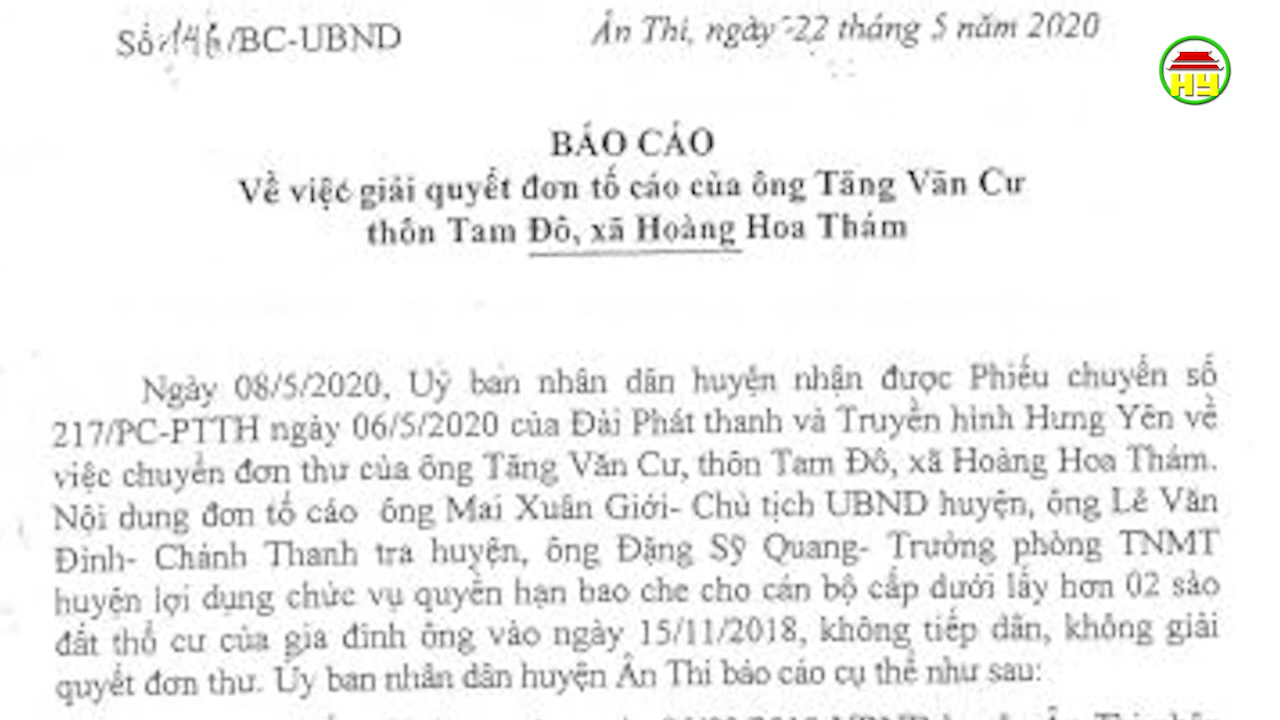 Số: 146/BC-UBND
Ân Thi, ngày 22 tháng 5 năm 2020
HY
BÁO CÁO
Về việc giải quyết đơn tố cáo của ông Tăng Văn Cư
thôn Tam Đô, xã Hoàng Hoa Thám
Ngày 08/5/2020, Uỷ ban nhân dân huyện nhận được Phiếu chuyển số
217/PC-PTTH ngày 06/5/2020 của Đài Phát thanh và Truyền hình Hưng Yên về
việc chuyển đơn thư của ông Tăng Văn Cư, thôn Tam Đô, xã Hoàng Hoa Thám.
Nội dung đơn tố cáo ông Mai Xuân Giới- Chủ tịch UBND huyện, ông Lê Văn
Đỉnh- Chánh Thanh tra huyện, ông Đặng Sỹ Quang- Trưởng phòng TNMT
huyện lợi dụng chức vụ quyền hạn bao che cho cán bộ cấp dưới lấy hơn 02 sào
đất thổ cư của gia đình ông vào ngày 15/11/2018, không tiếp dân, không giải
quyết đơn thư. Ủy ban nhân dân huyện Ân Thi báo cáo cụ thể như sau: